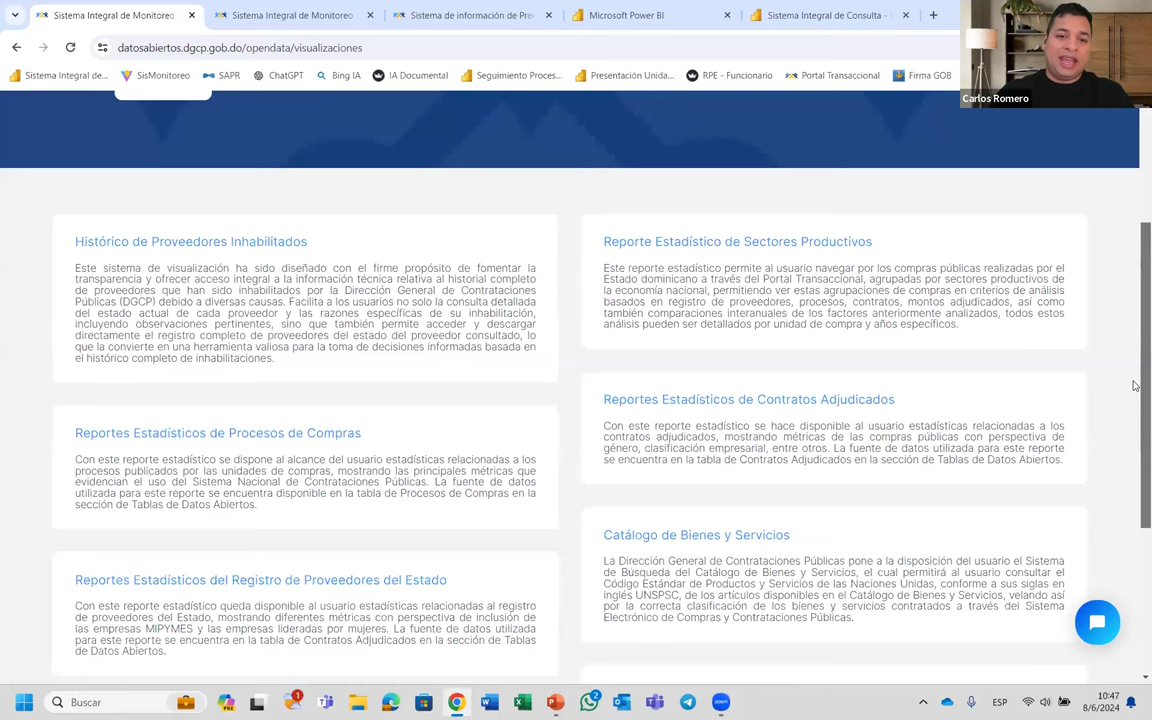 Sistema Integral de Monitoreo
Sistema Integral de Monitoreo
Sistema de información de Pre
Microsoft Power BI
Sistema Integral de Consulta -
datosabiertos.dgcp.gob.do/opendata/visualizaciones
Sistema Integral de...
SisMonitoreo
SAPR
ChatGPT
Bing IA
IA Documental
Seguimiento Proces...
Presentación Unida...
RPE - Funcionario
Portal Transaccional
Firma GOB
Carlos Romero
Histórico de Proveedores Inhabilitados
Este sistema de visualización ha sido diseñado con el firme propósito de fomentar la
transparencia y ofrecer acceso integral a la información técnica relativa al historial completo
de proveedores que han sido inhabilitados por la Dirección General de Contrataciones
Públicas (DGCP) debido a diversas causas. Facilita a los usuarios no solo la consulta detallada
del estado actual de cada proveedor y las razones específicas de su inhabilitación,
incluyendo observaciones pertinentes, sino que también permite acceder y descargar
directamente el registro completo de proveedores del estado del proveedor consultado, lo
que la convierte en una herramienta valiosa para la toma de decisiones informadas basada en
el histórico completo de inhabilitaciones.
Reportes Estadísticos de Procesos de Compras
Con este reporte estadístico se dispone al alcance del usuario estadísticas relacionadas a los
procesos publicados por las unidades de compras, mostrando las principales métricas que
evidencian el uso del Sistema Nacional de Contrataciones Públicas. La fuente de datos
utilizada para este reporte se encuentra disponible en la tabla de Procesos de Compras en la
sección de Tablas de Datos Abiertos.
Reportes Estadísticos del Registro de Proveedores del Estado
Con este reporte estadístico queda disponible al usuario estadísticas relacionadas al registro
de proveedores del Estado, mostrando diferentes métricas con perspectiva de inclusión de
las empresas MIPYMES y las empresas lideradas por mujeres. La fuente de datos utilizada
para este reporte se encuentra en la tabla de Contratos Adjudicados en la sección de Tablas
de Datos Abiertos.
Reporte Estadístico de Sectores Productivos
Este reporte estadístico permite al usuario navegar por los compras públicas realizadas por el
Estado dominicano a través del Portal Transaccional, agrupadas por sectores productivos de
la economía nacional, permitiendo ver estas agrupaciones de compras en criterios de análisis
basados en registro de proveedores, procesos, contratos, montos adjudicados, así como
también comparaciones interanuales de los factores anteriormente analizados, todos estos
análisis pueden ser detallados por unidad de compra y años específicos.
Reportes Estadísticos de Contratos Adjudicados
Con este reporte estadístico se hace disponible al usuario estadísticas relacionadas a los
contratos adjudicados, mostrando métricas de las compras públicas con perspectiva de
género, clasificación empresarial, entre otros. La fuente de datos utilizada para este reporte
se encuentra en la tabla de Contratos Adjudicados en la sección de Tablas de Datos Abiertos.
Catálogo de Bienes y Servicios
La Dirección General de Contrataciones Públicas pone a la disposición del usuario el Sistema
de Búsqueda del Catálogo de Bienes y Servicios, el cual permitirá al usuario consultar el
Código Estándar de Productos y Servicios de las Naciones Unidas, conforme a sus siglas en
inglés UNSPSC, de los artículos disponibles en el Catálogo de Bienes y Servicios, velando así
por la correcta clasificación de los bienes y servicios contratados a través del Sistema
Electrónico de Compras y Contrataciones Públicas.
Buscar
PRE
1
2
zoom
ESP
10:47
8/6/2024